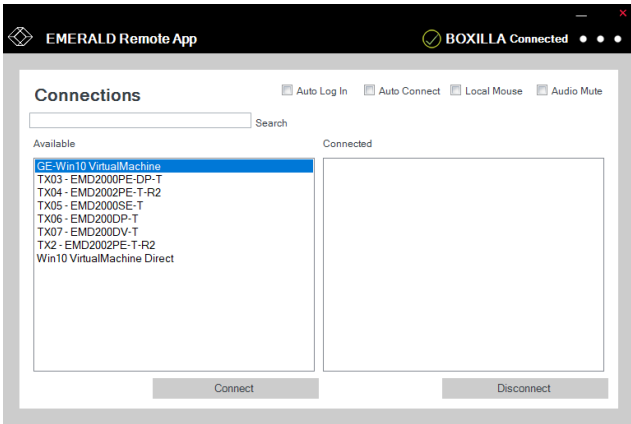 EMERALD Remote App
BOXILLA Connected
Connections
Auto Log In Auto Connect Local Mouse Audio Mute
Search
Available Connected
GE-Win10 VirtualMachine
TX03 - EMD2000PE-DP-T
TX04 - EMD2002PE-T-R2
TX05 - EMD2000SE-T
TX06 - EMD200DP-T
TX07 - EMD200DV-T
TX2 - EMD2002PE-T-R2
Win10 VirtualMachine Direct
Connect Disconnect